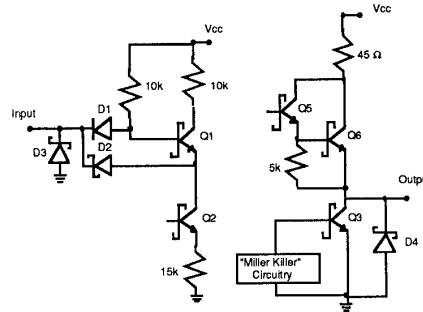 Vcc
10k
10k
Input
D1
D2
D3
Q1
Q2
15k
Vcc
45 Ω
Q5
Q6
5k
Output
Q3
D4
"Miller Killer"
Circuitry